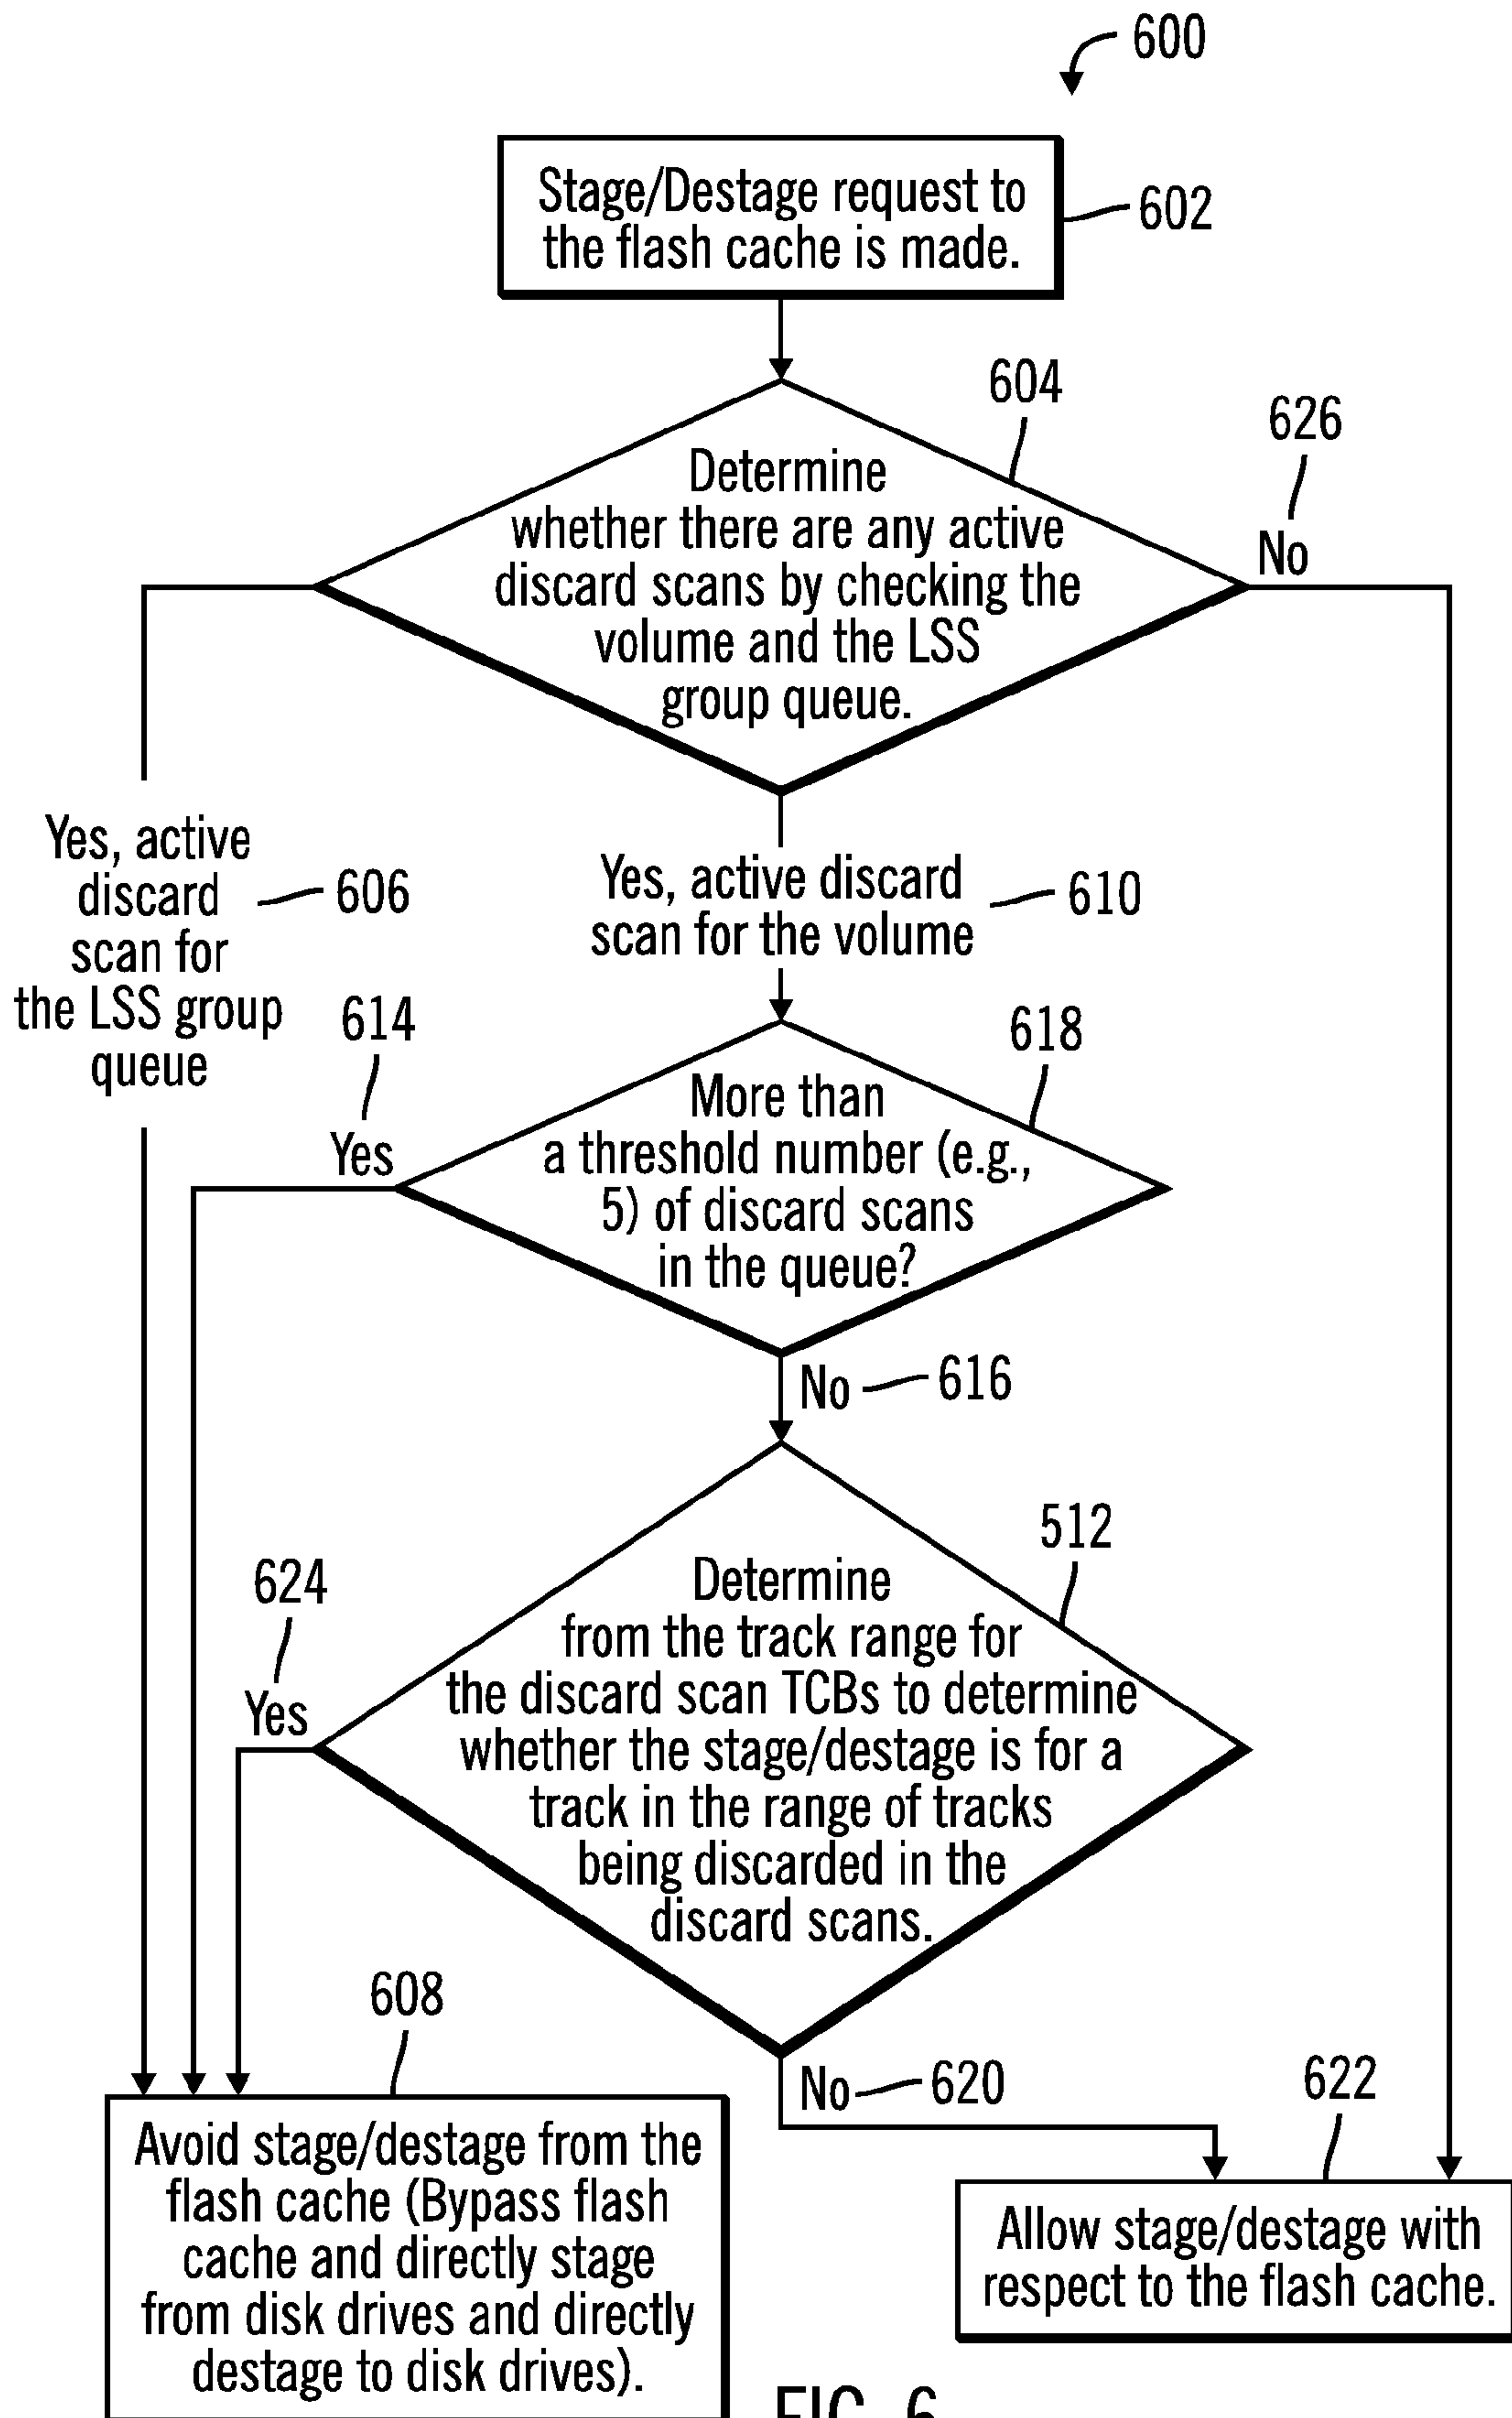 600
Stage/Destage request to
the flash cache is made.
602
604
626
Determine
whether there are any active
discard scans by checking the
volume and the LSS
group queue.
No
Yes, active
discard
scan for
the LSS group
queue
606
Yes, active discard
scan for the volume
610
614
Yes
618
More than
a threshold number (e.g.,
5) of discard scans
in the queue?
No
616
512
624
Yes
Determine
from the track range for
the discard scan TCBs to determine
whether the stage/destage is for a
track in the range of tracks
being discarded in the
discard scans.
608
No
620
622
Avoid stage/destage from the
flash cache (Bypass flash
cache and directly stage
from disk drives and directly
destage to disk drives).
Allow stage/destage with
respect to the flash cache.
FIG. 6